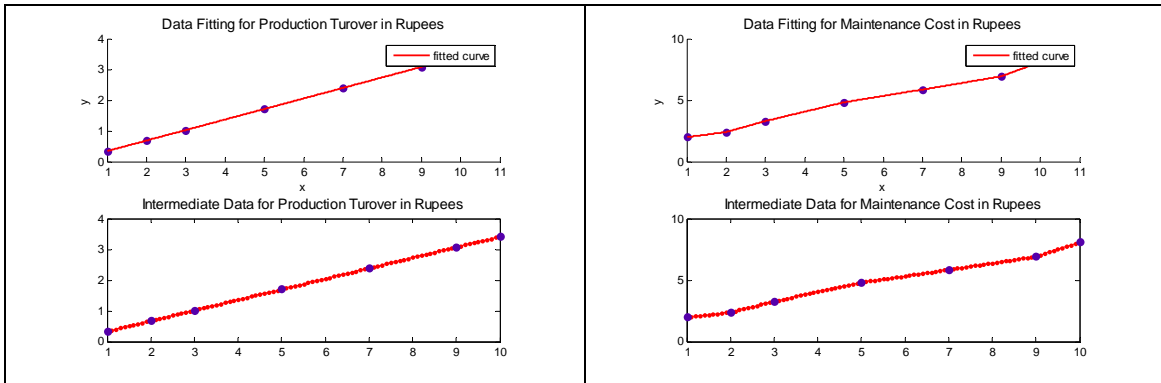 Data Fitting for Production Turover in Rupees
4
3
2
1
0
y
fitted curve
1 2 3 4 5 6 7 8 9 10 11
x
Intermediate Data for Production Turover in Rupees
4
3
2
1
0
1 2 3 4 5 6 7 8 9 10
Data Fitting for Maintenance Cost in Rupees
10
5
0
y
fitted curve
1 2 3 4 5 6 7 8 9 10 11
x
Intermediate Data for Maintenance Cost in Rupees
10
5
0
1 2 3 4 5 6 7 8 9 10